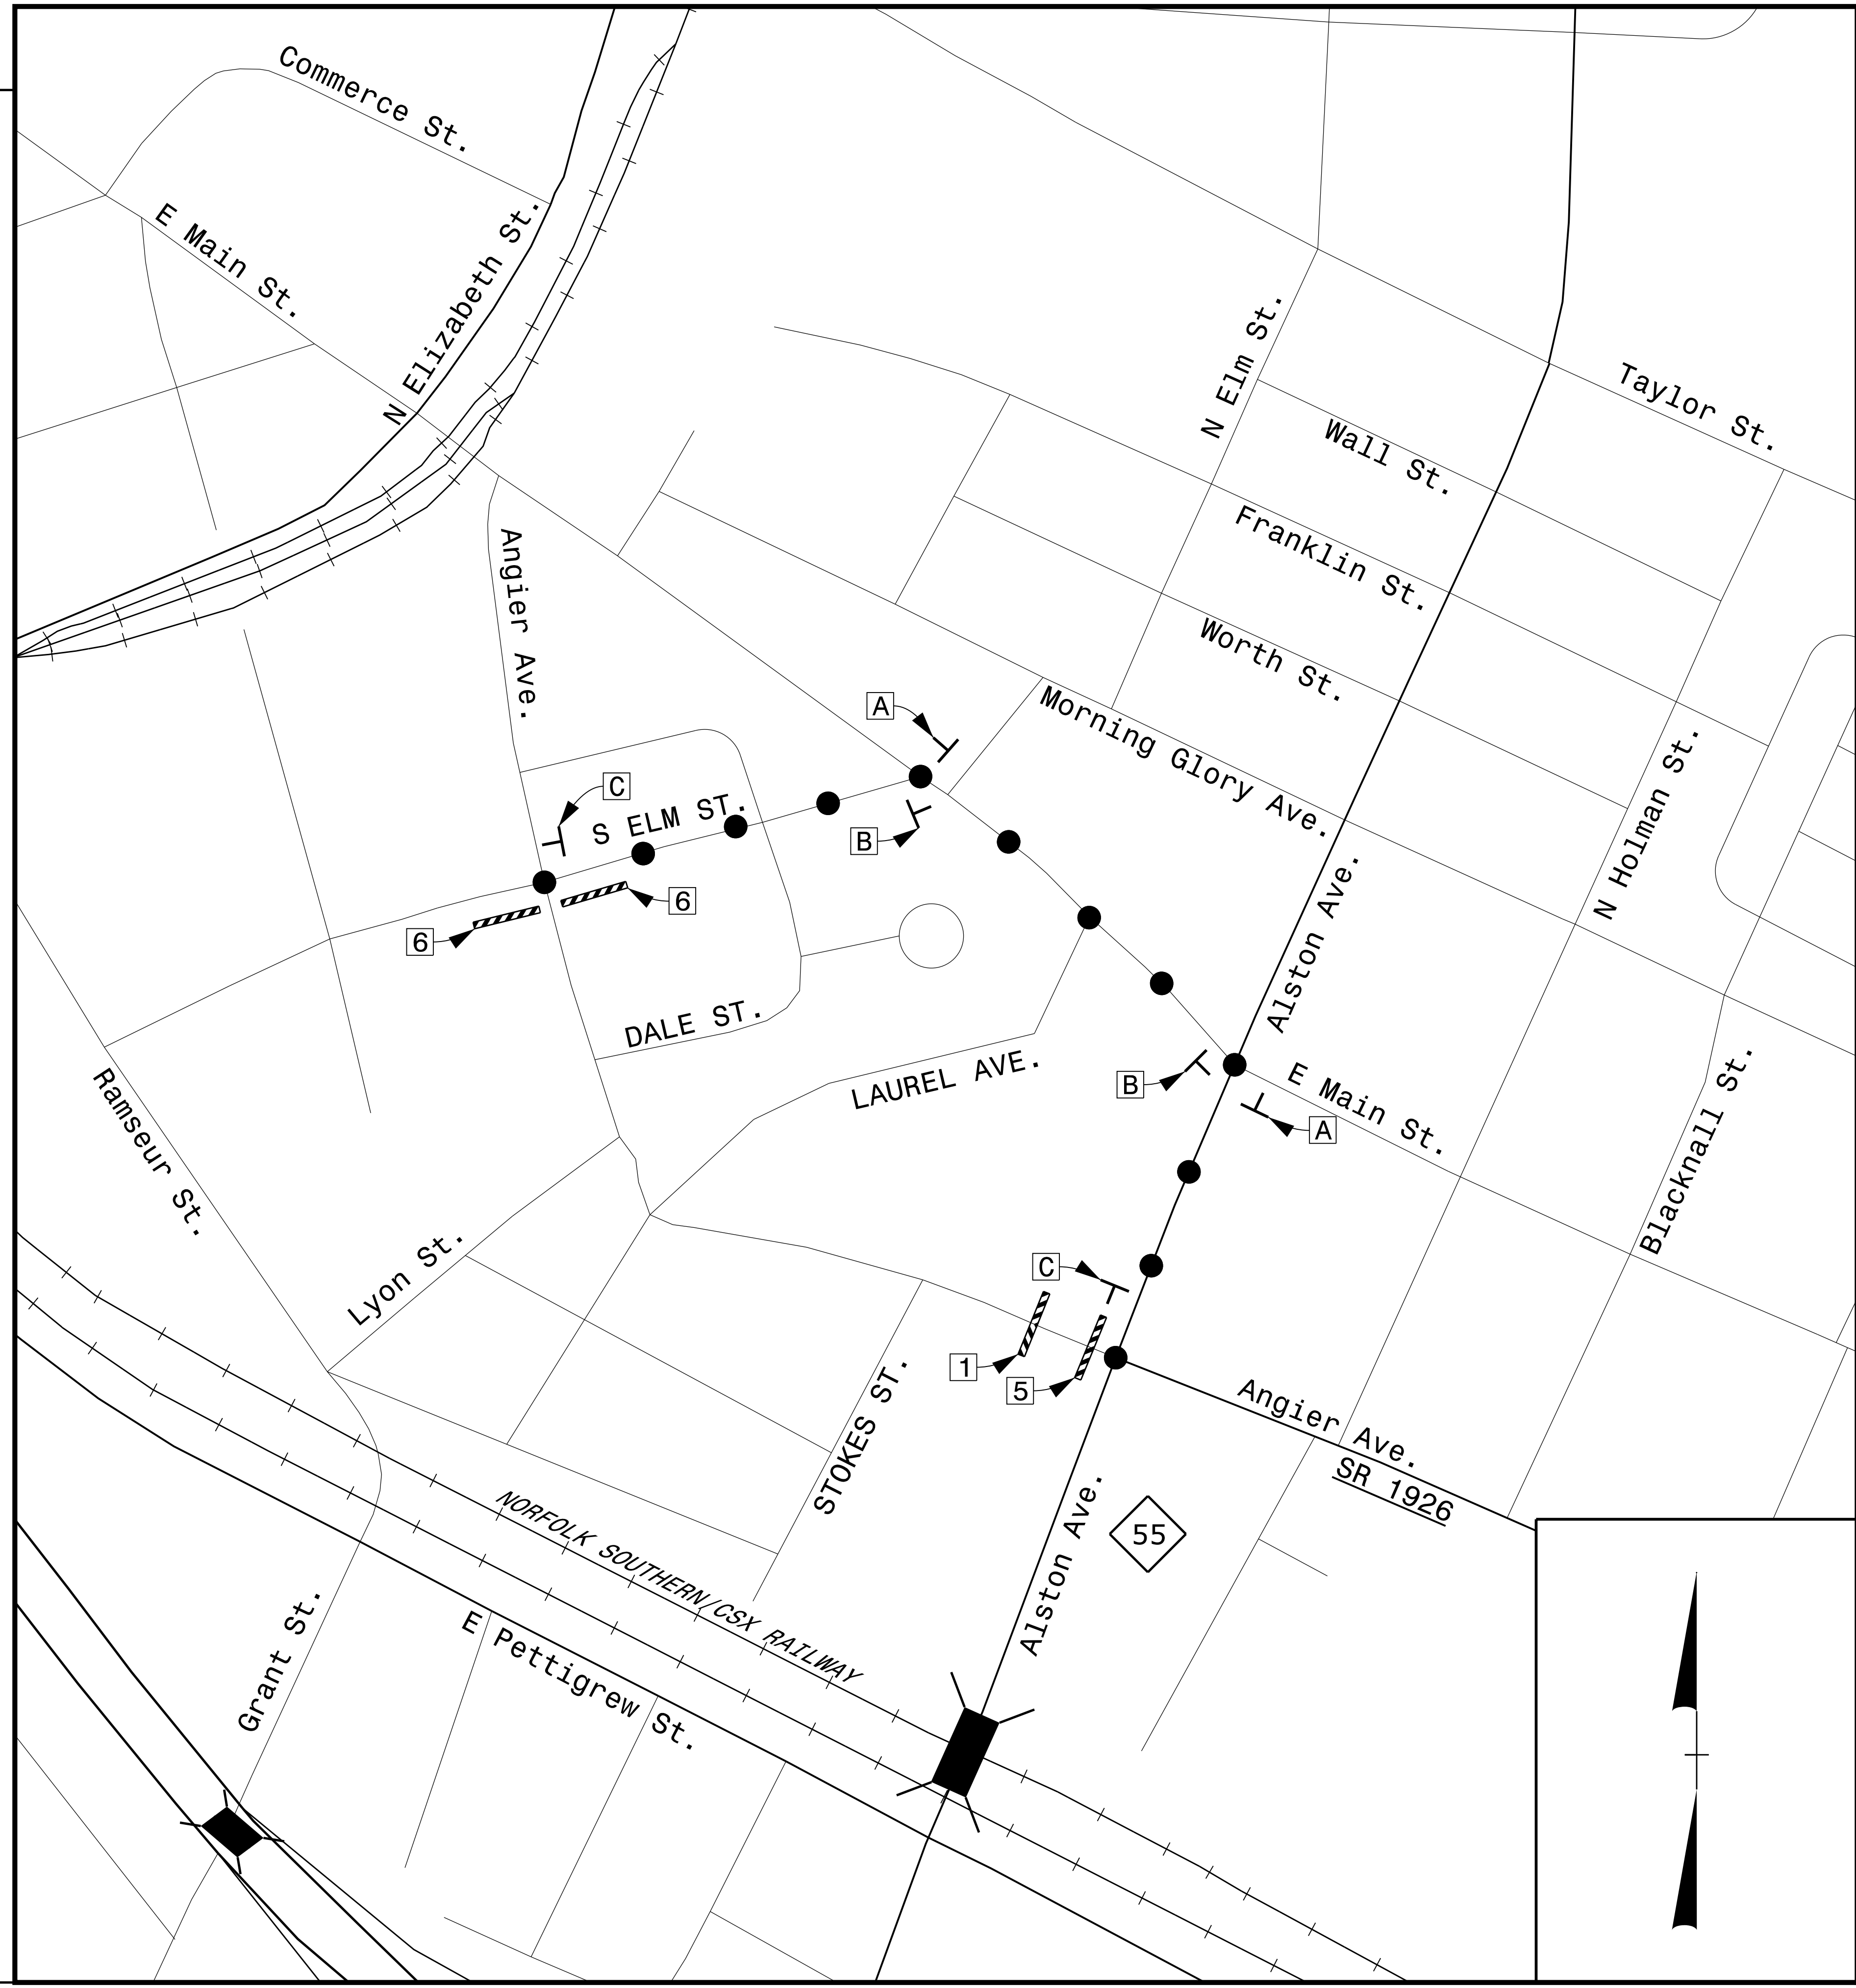 Commerce St.
E Main St.
N Elizabeth St.
N Elm St.
Taylor St.
Wall St.
Franklin St.
Worth St.
Angier Ave.
Morning Glory Ave.
A
C
S ELM ST.
B
N Holman St.
6
6
Alston Ave.
DALE ST.
LAUREL AVE.
B
E Main St.
A
Blacknall St.
Ramseur St.
Lyon St.
C
1
5
STOKES ST.
Angier Ave.
SR 1926
Alston Ave.
55
NORFOLK SOUTHERN/CSX RAILWAY
E Pettigrew St.
Grant St.